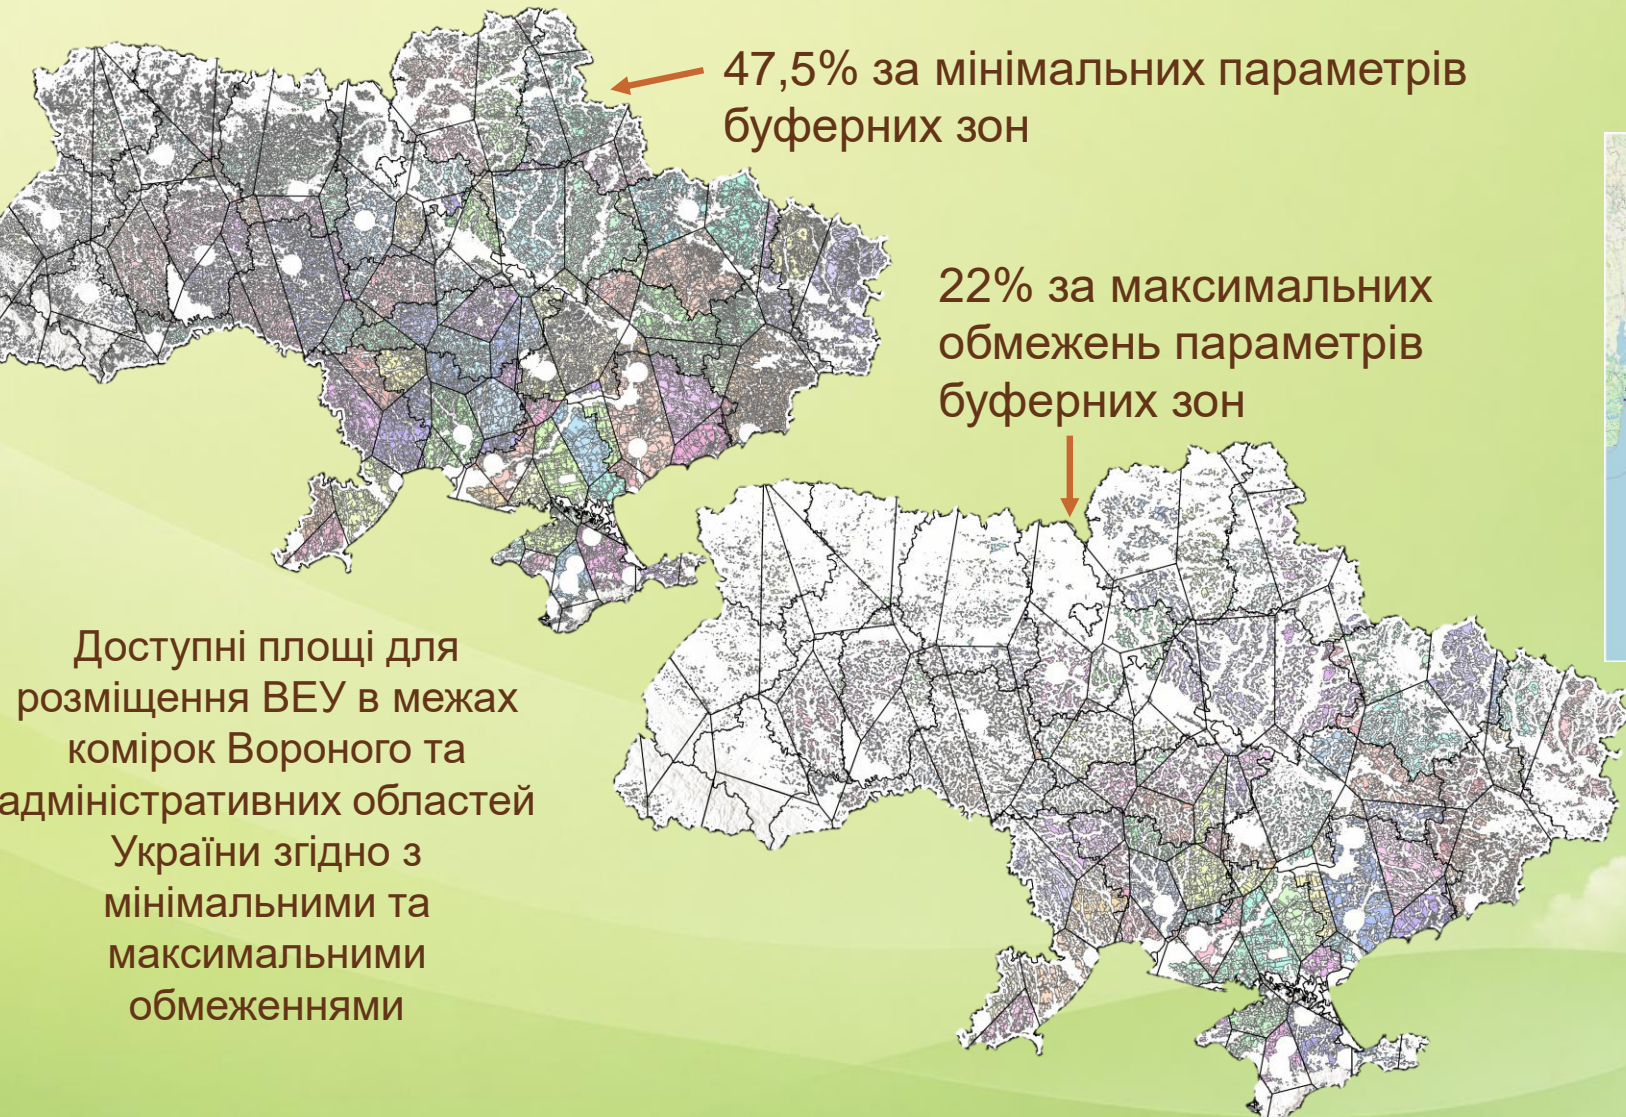 47,5% за мінімальних параметрів
буферних зон
22% за максимальних
обмежень параметрів
буферних зон
Доступні площі для
розміщення ВЕУ в межах
комірок Вороного та
адміністративних областей
України згідно з
мінімальними та
максимальними
обмеженнями